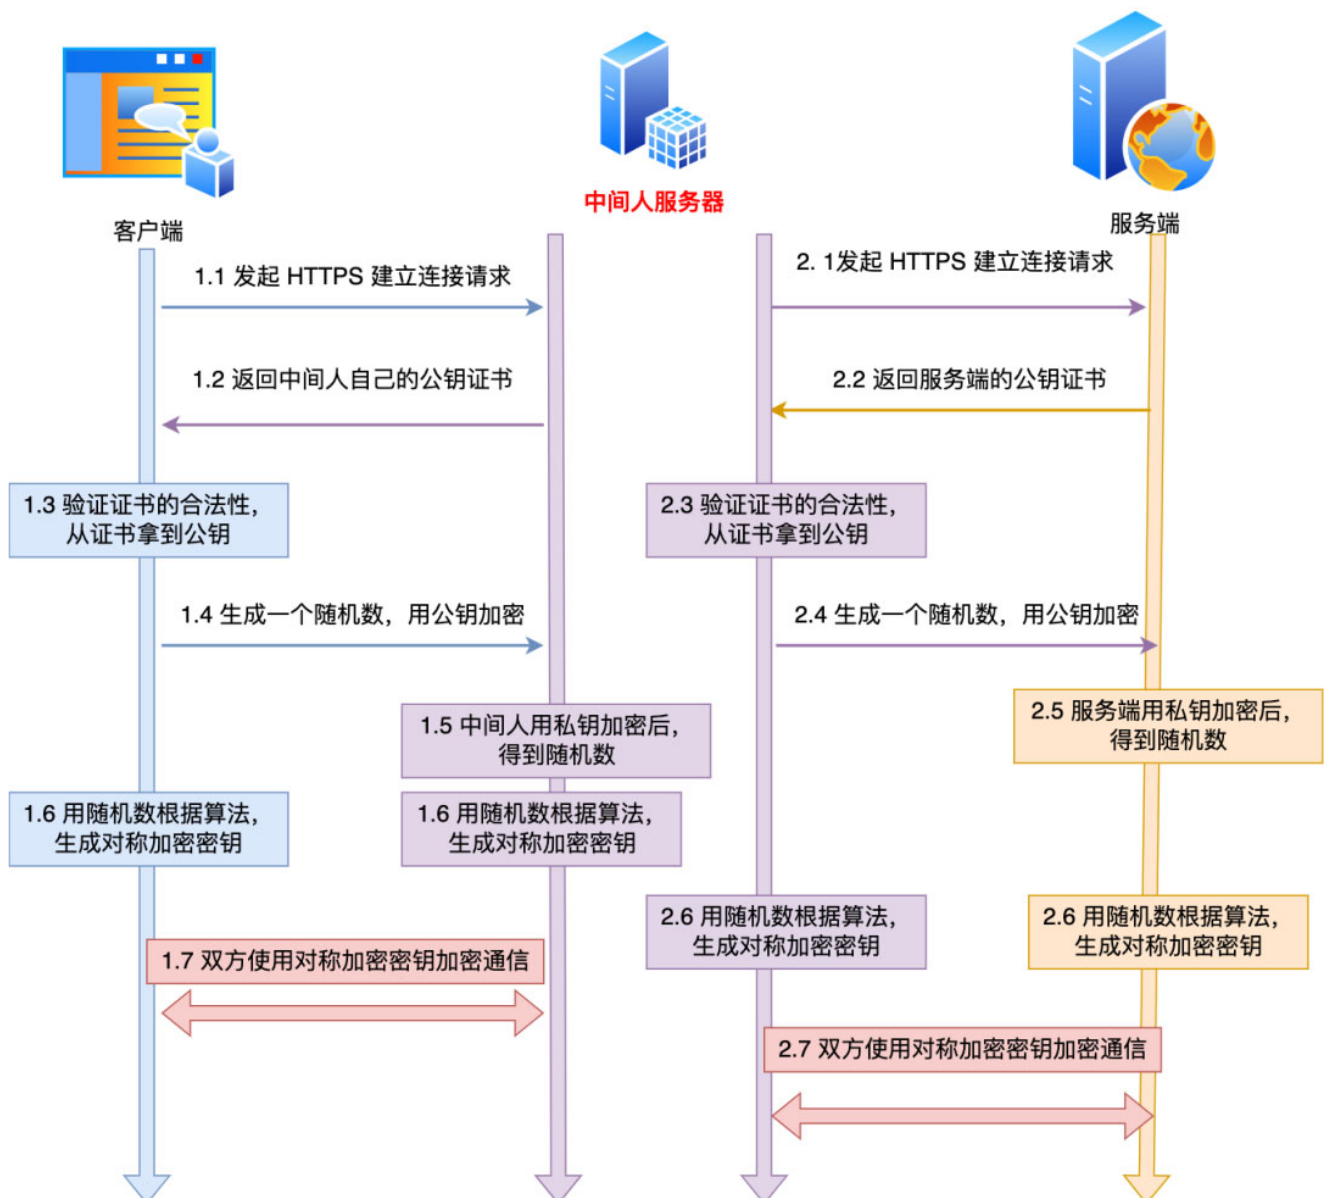 中间人服务器
客户端
服务端
1.1 发起 HTTPS 建立连接请求
2. 1发起 HTTPS 建立连接请求
1.2 返回中间人自己的公钥证书
2.2 返回服务端的公钥证书
1.3 验证证书的合法性,
从证书拿到公钥
2.3 验证证书的合法性,
从证书拿到公钥
1.4 生成一个随机数，用公钥加密
2.4 生成一个随机数，用公钥加密
1.5 中间人用私钥加密后,
得到随机数
2.5 服务端用私钥加密后,
得到随机数
1.6 用随机数根据算法,
生成对称加密密钥
1.6 用随机数根据算法,
生成对称加密密钥
2.6 用随机数根据算法,
生成对称加密密钥
2.6 用随机数根据算法,
生成对称加密密钥
1.7 双方使用对称加密密钥加密通信
2.7 双方使用对称加密密钥加密通信